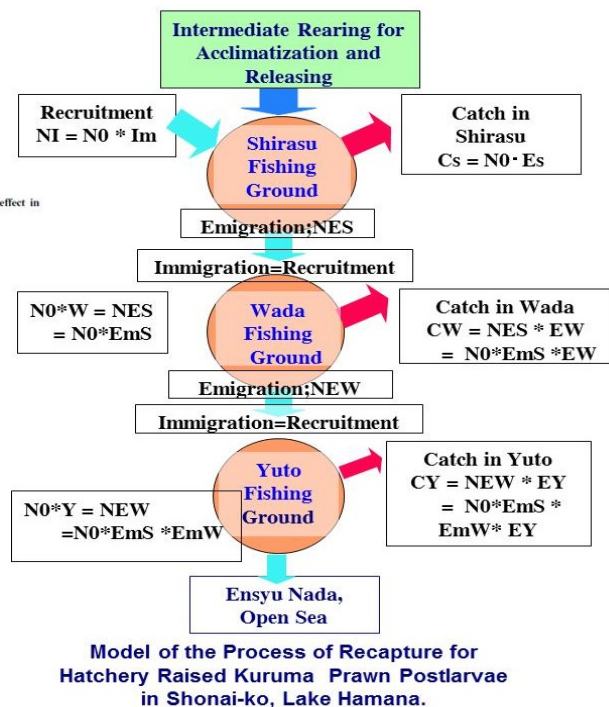 Intermediate Rearing for
Acclimatization and
Releasing
Recruitment
NI = N0 * Im
Shirasu
Fishing
Ground
Catch in
Shirasu
Cs = N0･Es
effect in
Emigration;NES
Immigration=Recruitment
N0*W = NES
= N0*EmS
Wada
Fishing
Ground
Catch in Wada
CW = NES * EW
= N0*EmS *EW
Emigration;NEW
Immigration=Recruitment
Yuto
Fishing
Ground
Catch in Yuto
CY = NEW * EY
= N0*EmS *
EmW* EY
N0*Y = NEW
=N0*EmS *EmW
Ensyu Nada,
Open Sea
Model of the Process of Recapture for
Hatchery Raised Kuruma Prawn Postlarvae
in Shonai-ko, Lake Hamana.